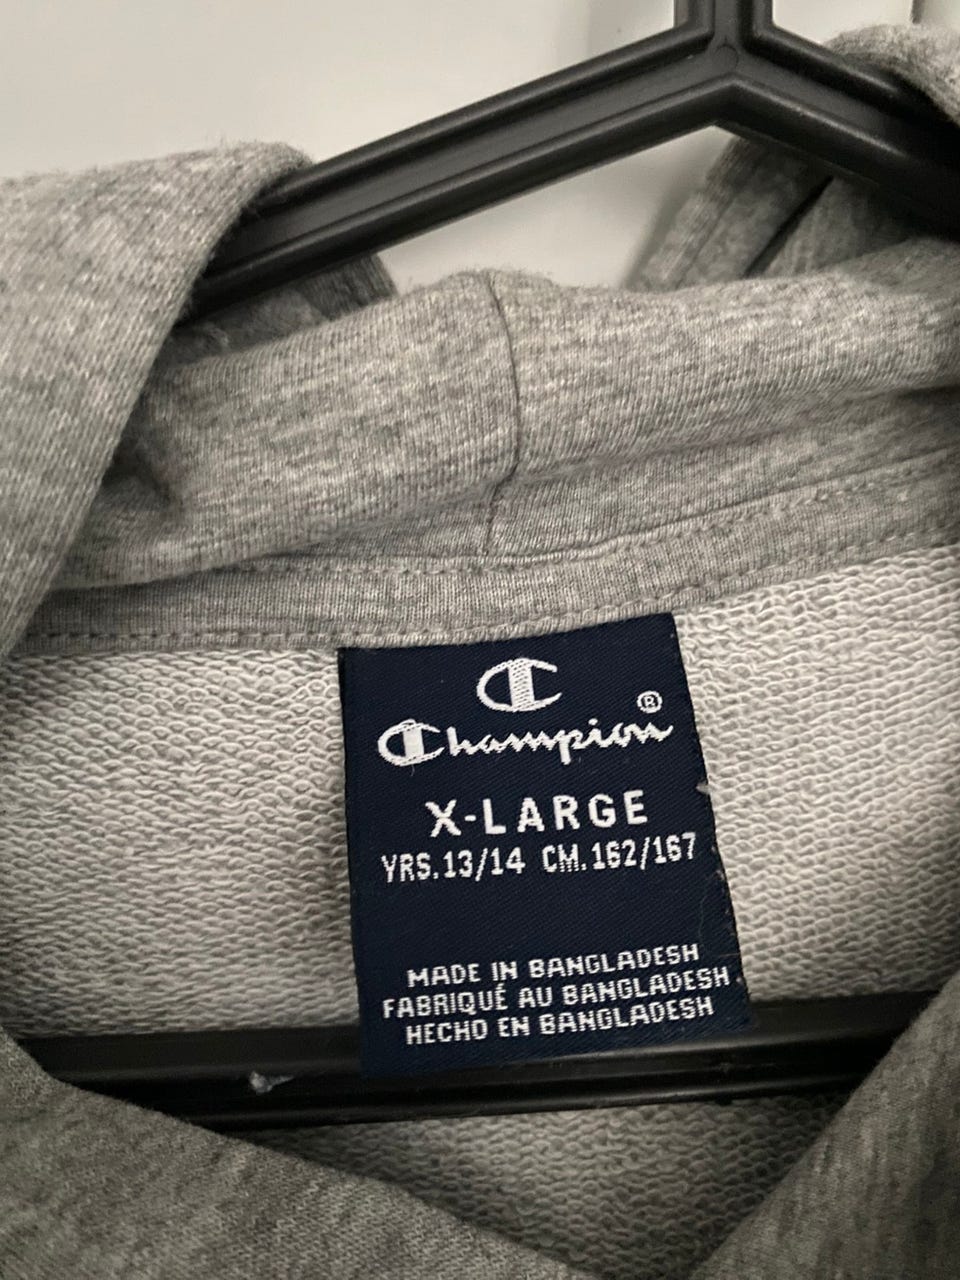 C
Champion®
X-LARGE
YRS.13/14 CM.162/167
MADE IN BANGLADESH
FABRIQUÉ AU BANGLADESH
HECHO EN BANGLADESH